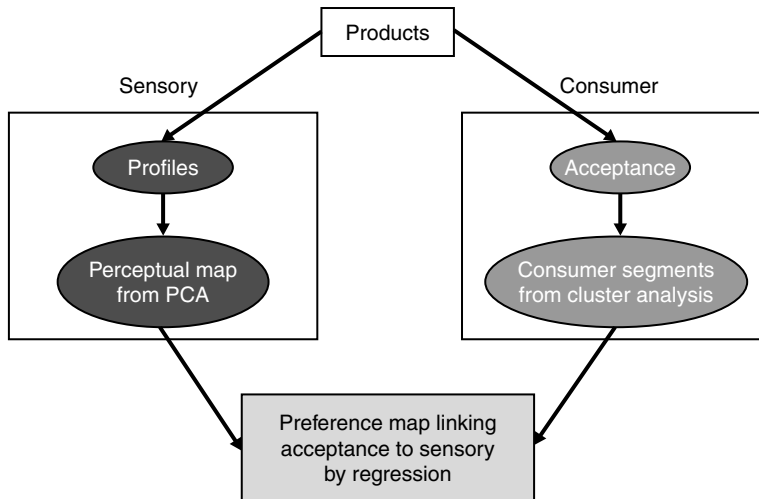 Products
Sensory
Consumer
Profiles
Acceptance
Perceptual map
from PCA
Consumer segments
from cluster analysis
Preference map linking
acceptance to sensory
by regression